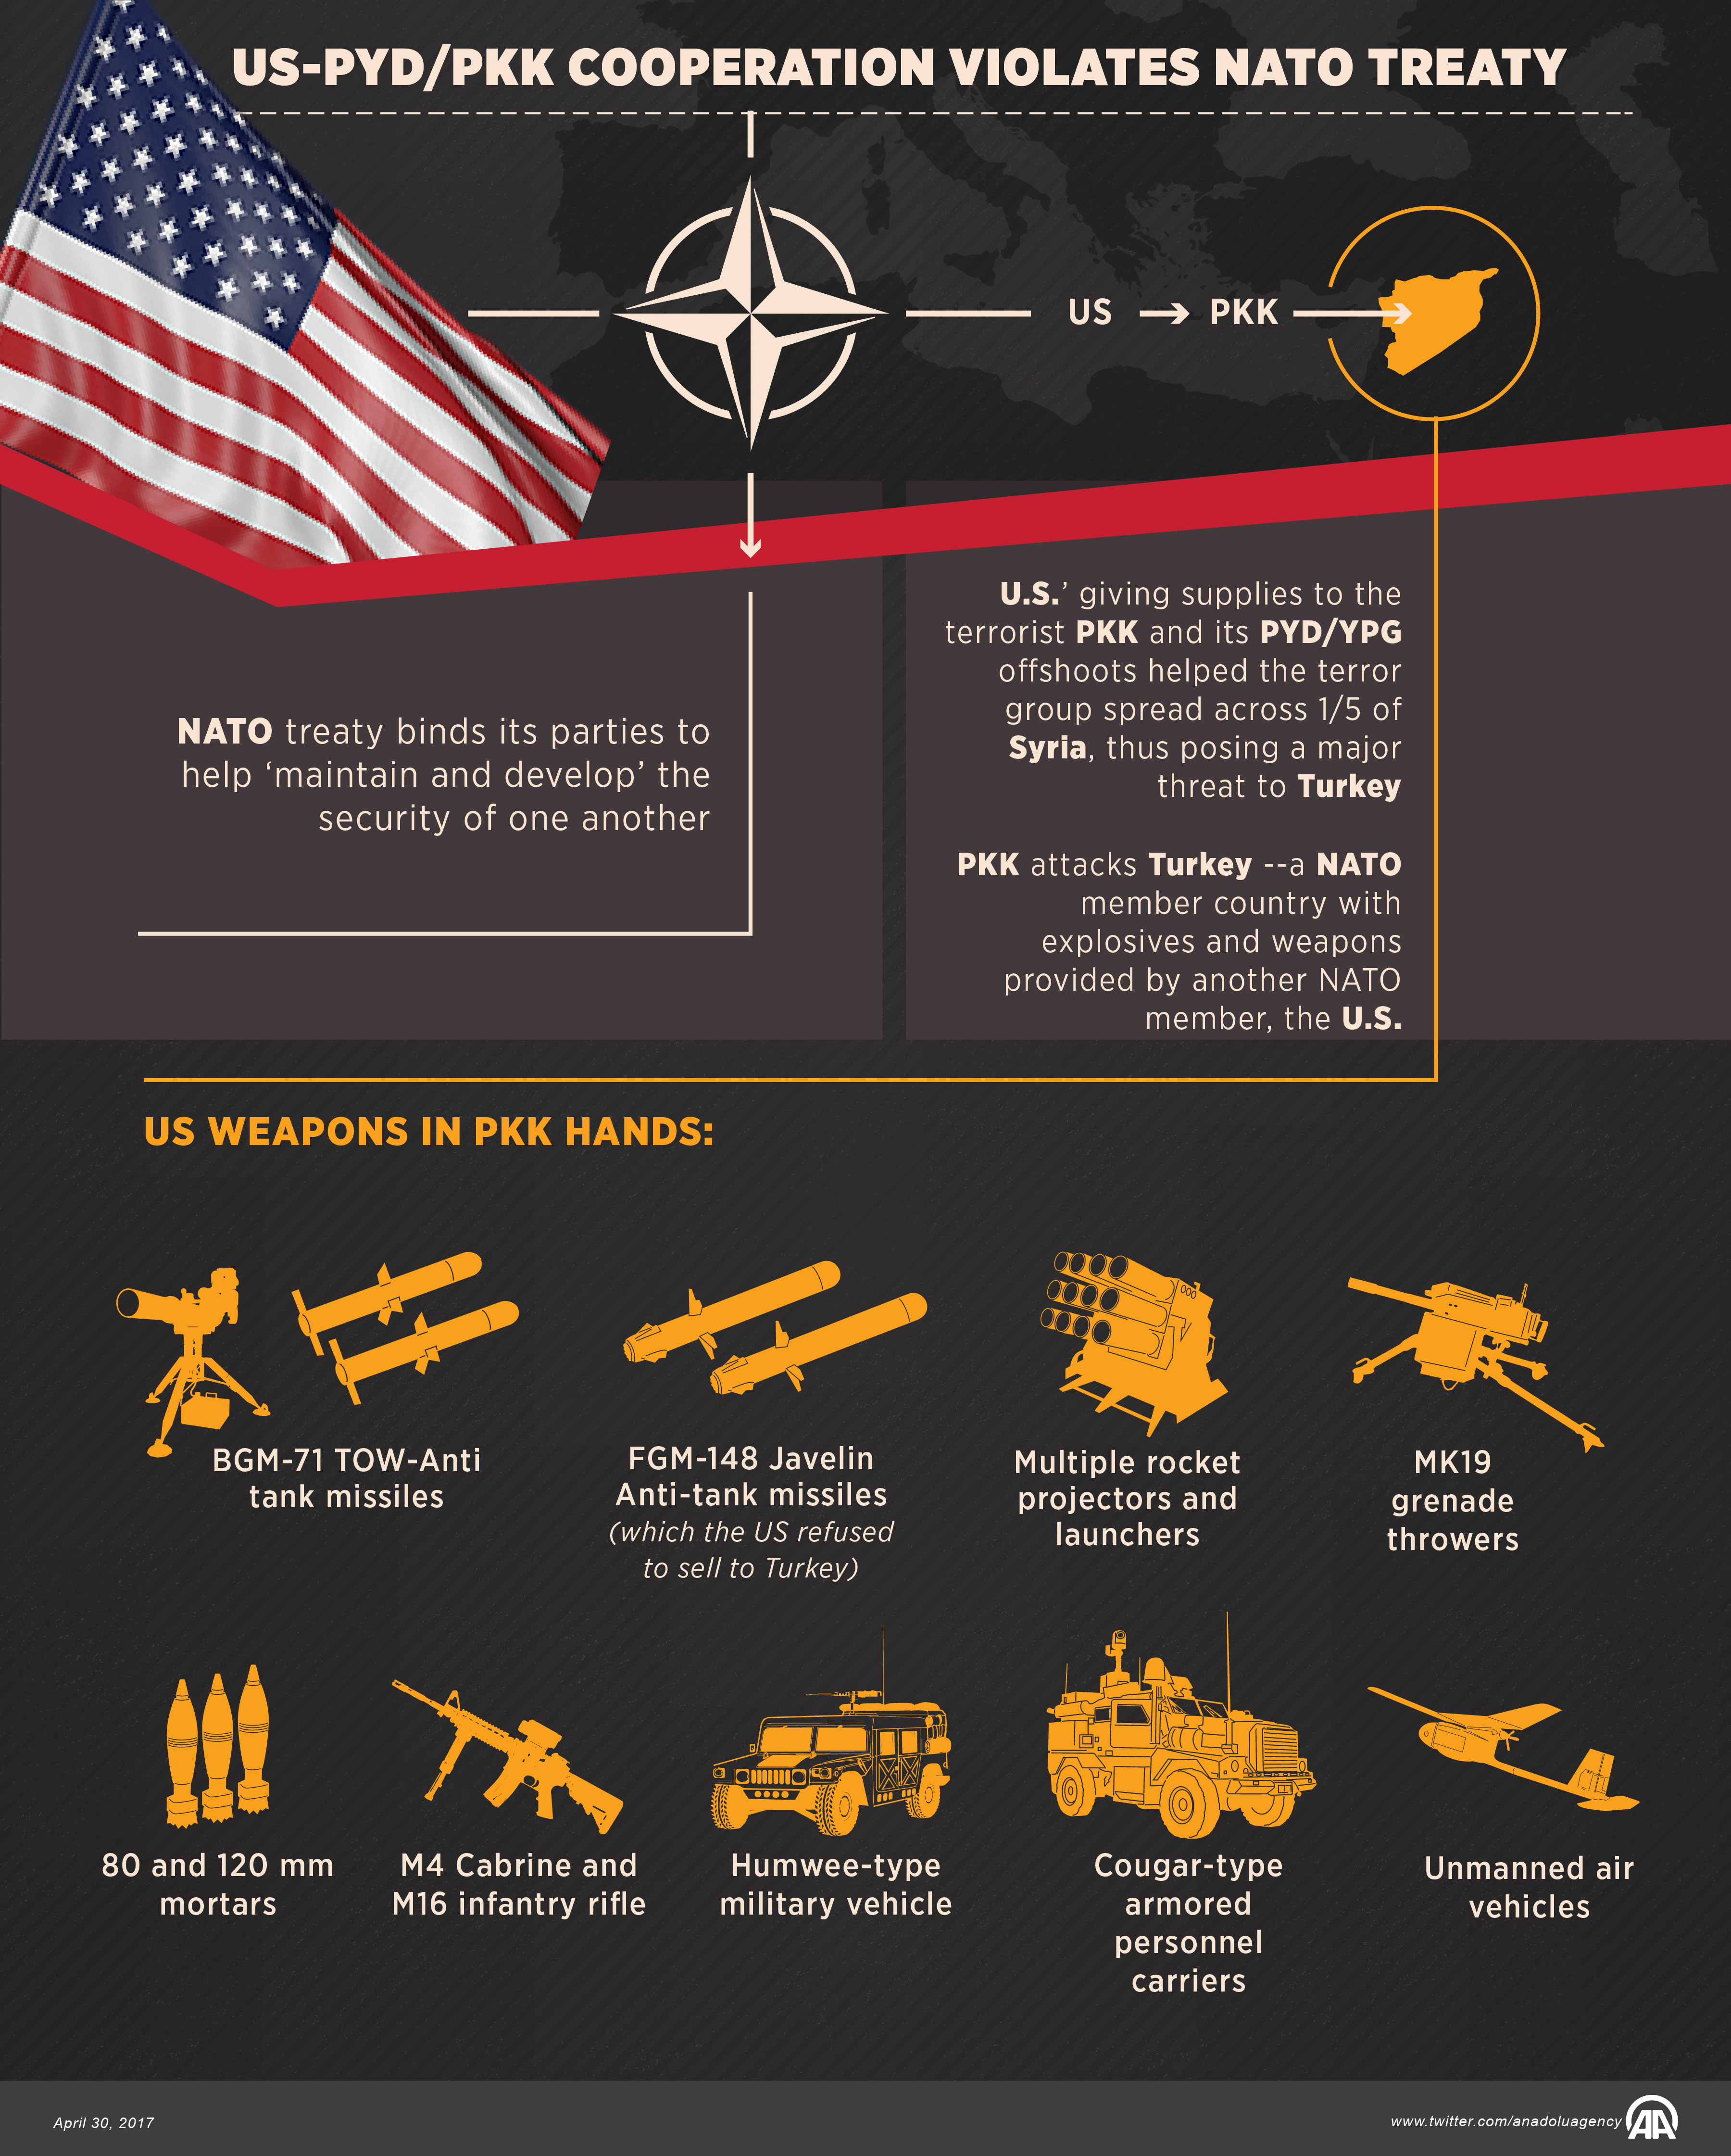 US-PYD/PKK COOPERATION VIOLATES NATO TREATY
US
PKK
NATO treaty binds its parties to
help ‘maintain and develop’ the
security of one another
U.S.’ giving supplies to the
terrorist PKK and its PYD/YPG
offshoots helped the terror
group spread across 1/5 of
Syria, thus posing a major
threat to Turkey
PKK attacks Turkey --a NATO
member country with
explosives and weapons
provided by another NATO
member, the U.S.
US WEAPONS IN PKK HANDS:
BGM-71 TOW-Anti
tank missiles
FGM-148 Javelin
Anti-tank missiles
(which the US refused
to sell to Turkey)
Multiple rocket
projectors and
launchers
MK19
grenade
throwers
80 and 120 mm
mortars
M4 Cabrine and
M16 infantry rifle
Humwee-type
military vehicle
Cougar-type
armored
personnel
carriers
Unmanned air
vehicles
April 30, 2017
www.twitter.com/anadoluagency
AA